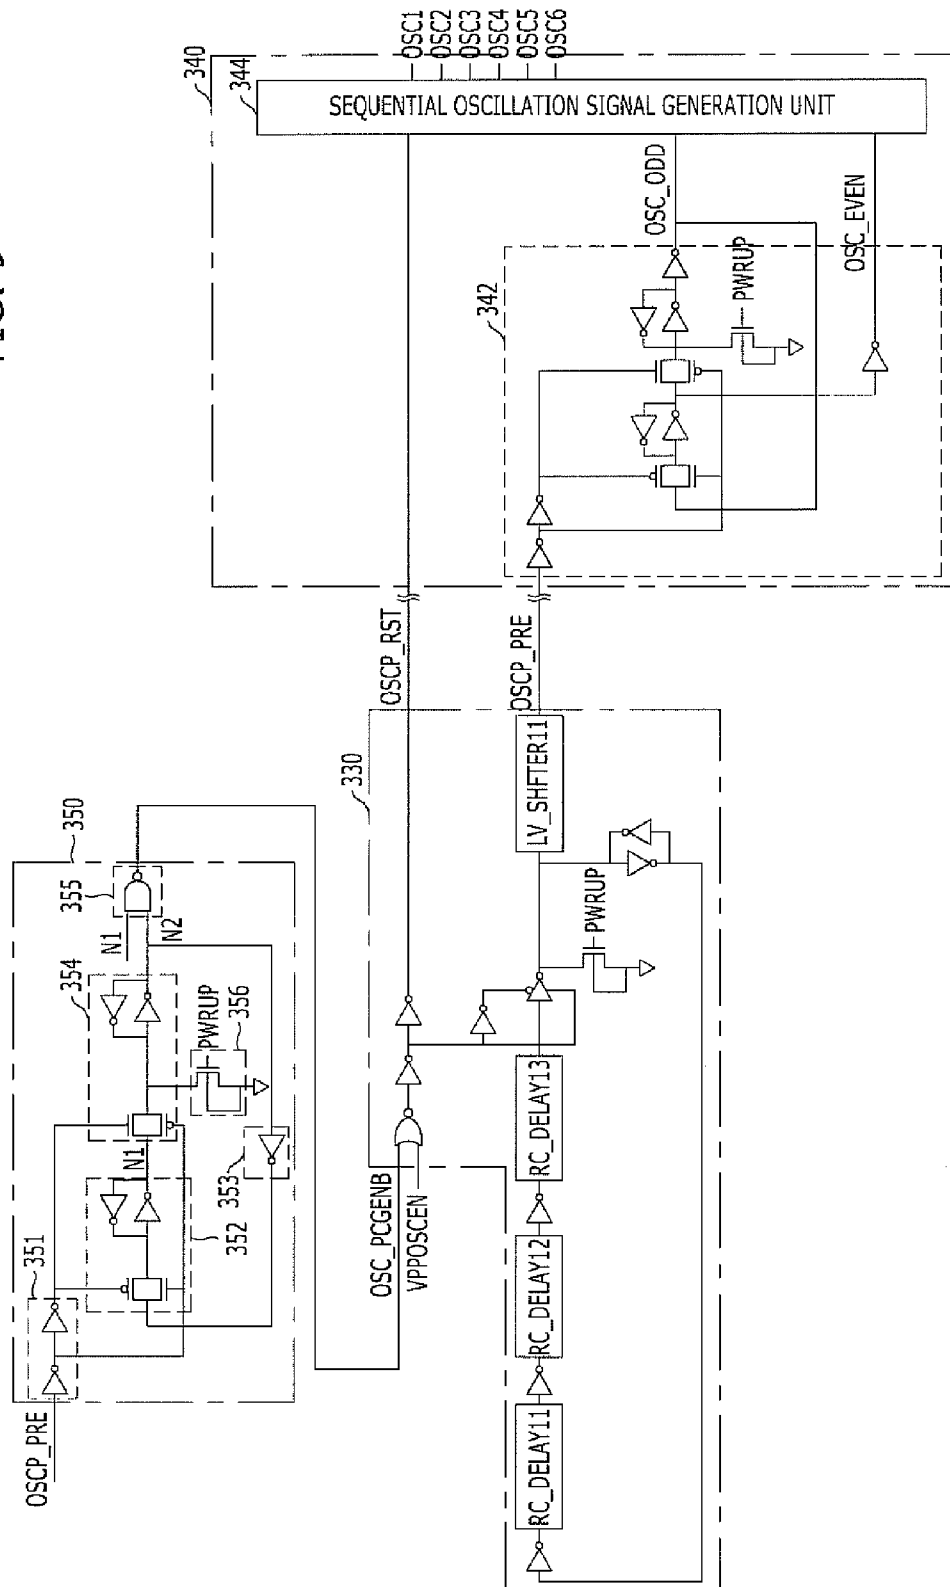 340
344
SEQUENTIAL OSCILLATION SIGNAL GENERATION UNIT
OSC1
OSC2
OSC3
OSC4
OSC5
OSC6
OSC_ODD
OSC_EVEN
342
PWRUP
OSCP_RST
OSCP_PRE
330
LV_SHFTER11
PWRUP
RC_DELAY13
RC_DELAY12
RC_DELAY11
OSC_PCGENB
VPPOSCEN
350
355
N1
N2
354
356
PWRUP
N1
353
352
351
OSCP_PRE